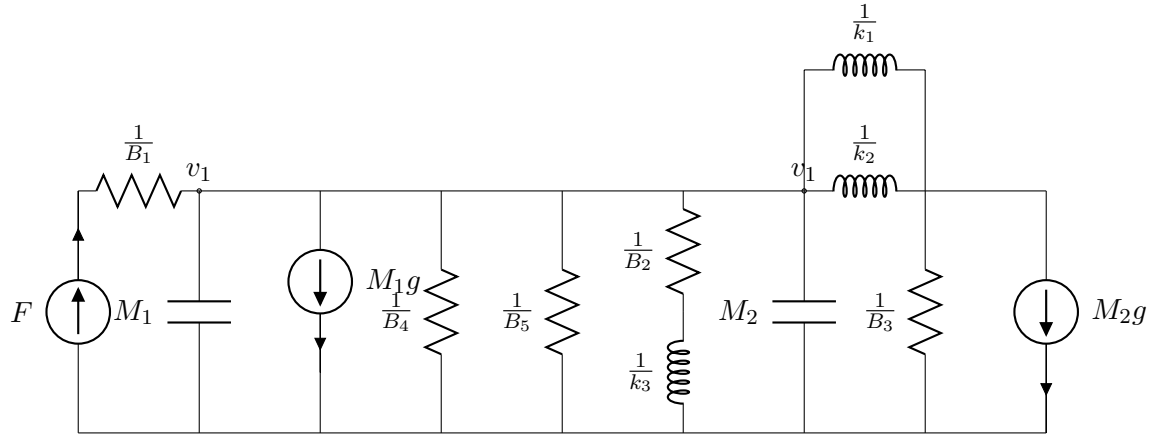 1/k₁
1/B₁
1/k₂
v₁
v₁
1/B₂
F
M₁
M₁g
1/B₄
1/B₅
M₂
1/B₃
M₂g
1/k₃